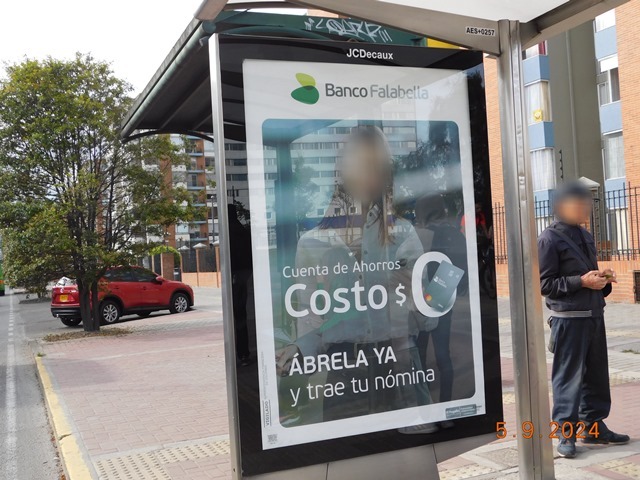 AES+0257
JCDecaux
Banco Falabella
Cuenta de Ahorros
Costo $0
ÁBRELA YA
y trae tu nómina
5.9.2024